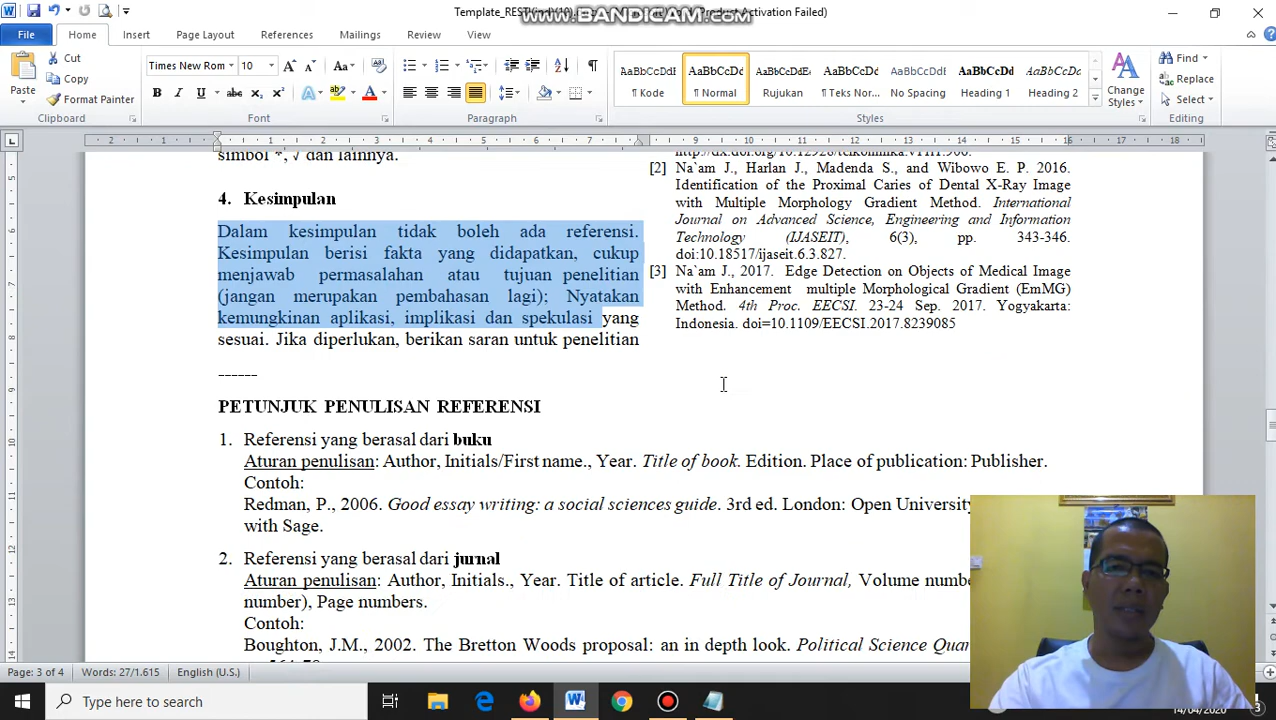 Template_REST
Product Activation Failed)
www.BANDICAM.com
File Home Insert Page Layout References Mailings Review View
Paste
Cut
Copy
Format Painter
Clipboard
Times New Rom 10
Font
Paragraph
AaBbCcDdE AaBbCcDd AaBbCcDdEe AaBbCcDd AaBbCcDd AaBbCcD AaBbCcD
¶ Kode ¶ Normal Rujukan ¶ Teks Nor... No Spacing Heading 1 Heading 2
Change
Styles
Styles
Find
Replace
Select
Editing
simbol *, √ dan lainnya.
4. Kesimpulan
Dalam kesimpulan tidak boleh ada referensi.
Kesimpulan berisi fakta yang didapatkan, cukup
menjawab permasalahan atau tujuan penelitian
(jangan merupakan pembahasan lagi); Nyatakan
kemungkinan aplikasi, implikasi dan spekulasi yang
sesuai. Jika diperlukan, berikan saran untuk penelitian
[2] Na`am J., Harlan J., Madenda S., and Wibowo E. P. 2016.
Identification of the Proximal Caries of Dental X-Ray Image
with Multiple Morphology Gradient Method. International
Journal on Advanced Science, Engineering and Information
Technology (IJASEIT), 6(3), pp. 343-346.
doi:10.18517/ijaseit.6.3.827.
[3] Na`am J., 2017. Edge Detection on Objects of Medical Image
with Enhancement multiple Morphological Gradient (EmMG)
Method. 4th Proc. EECSI. 23-24 Sep. 2017. Yogyakarta:
Indonesia. doi=10.1109/EECSI.2017.8239085
------
PETUNJUK PENULISAN REFERENSI
1. Referensi yang berasal dari buku
Aturan penulisan: Author, Initials/First name., Year. Title of book. Edition. Place of publication: Publisher.
Contoh:
Redman, P., 2006. Good essay writing: a social sciences guide. 3rd ed. London: Open University
with Sage.
2. Referensi yang berasal dari jurnal
Aturan penulisan: Author, Initials., Year. Title of article. Full Title of Journal, Volume
number), Page numbers.
Contoh:
Boughton, J.M., 2002. The Bretton Woods proposal: an in depth look. Political Science
Page: 3 of 4 Words: 27/1.615 English (U.S.)
Type here to search
14/04/2020